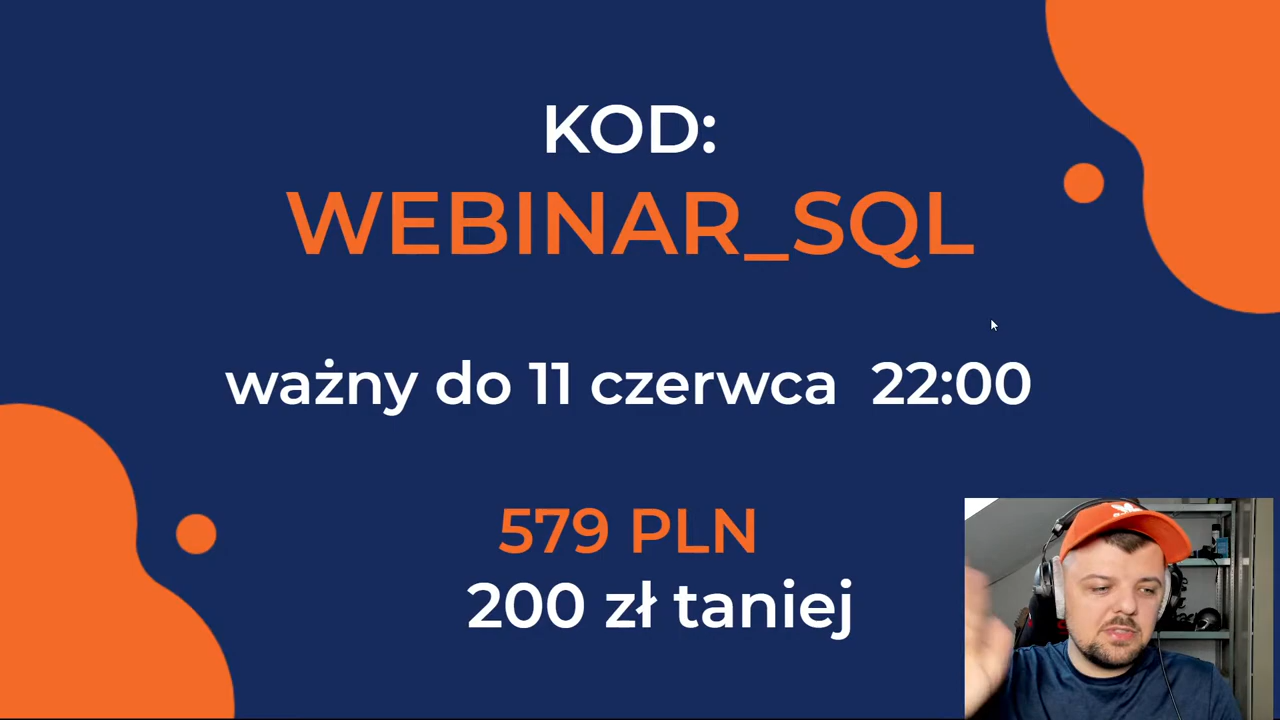 KOD:
WEBINAR_SQL
ważny do 11 czerwca 22:00
579 PLN
200 zł taniej